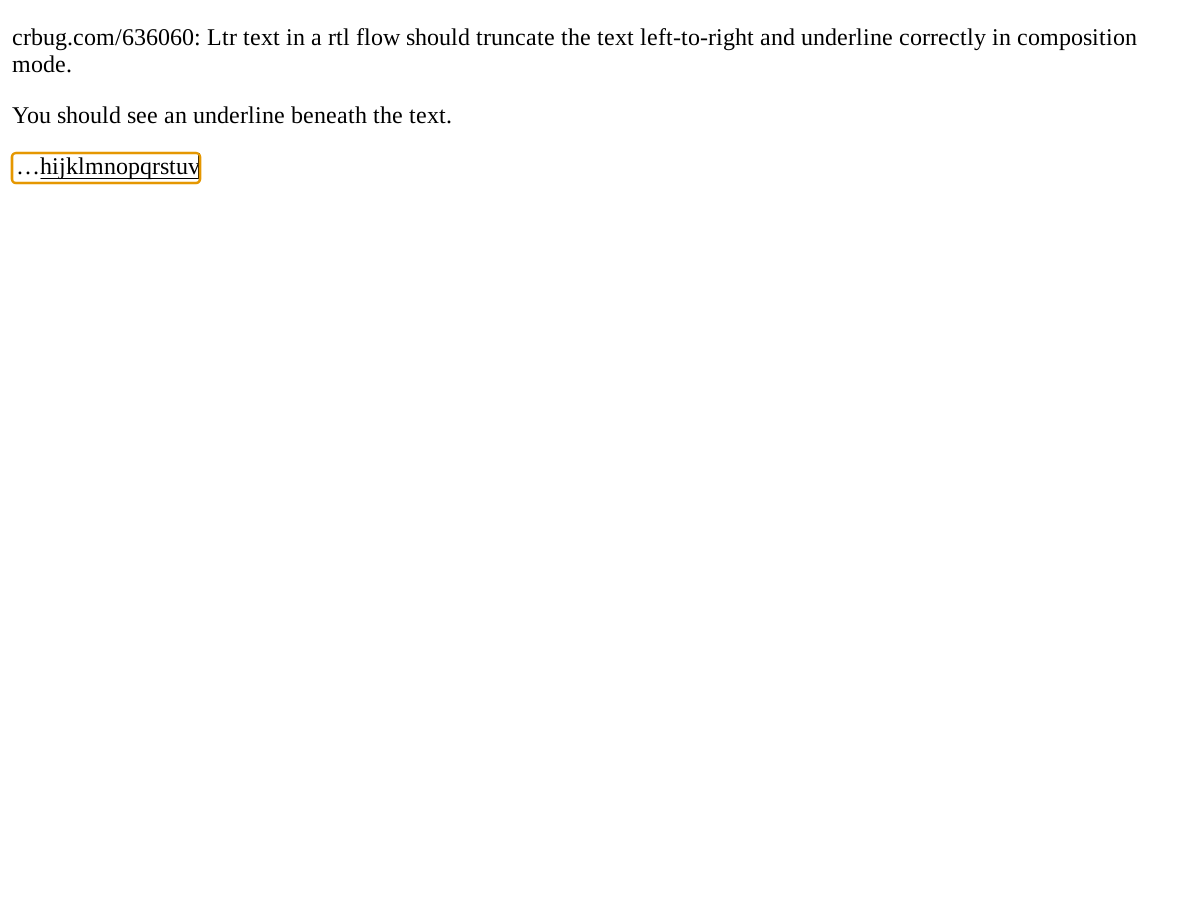 crbug.com/636060: Ltr text in a rtl flow should truncate the text left-to-right and underline correctly in composition
mode.
You should see an underline beneath the text.
…hijklmnopqrstuv